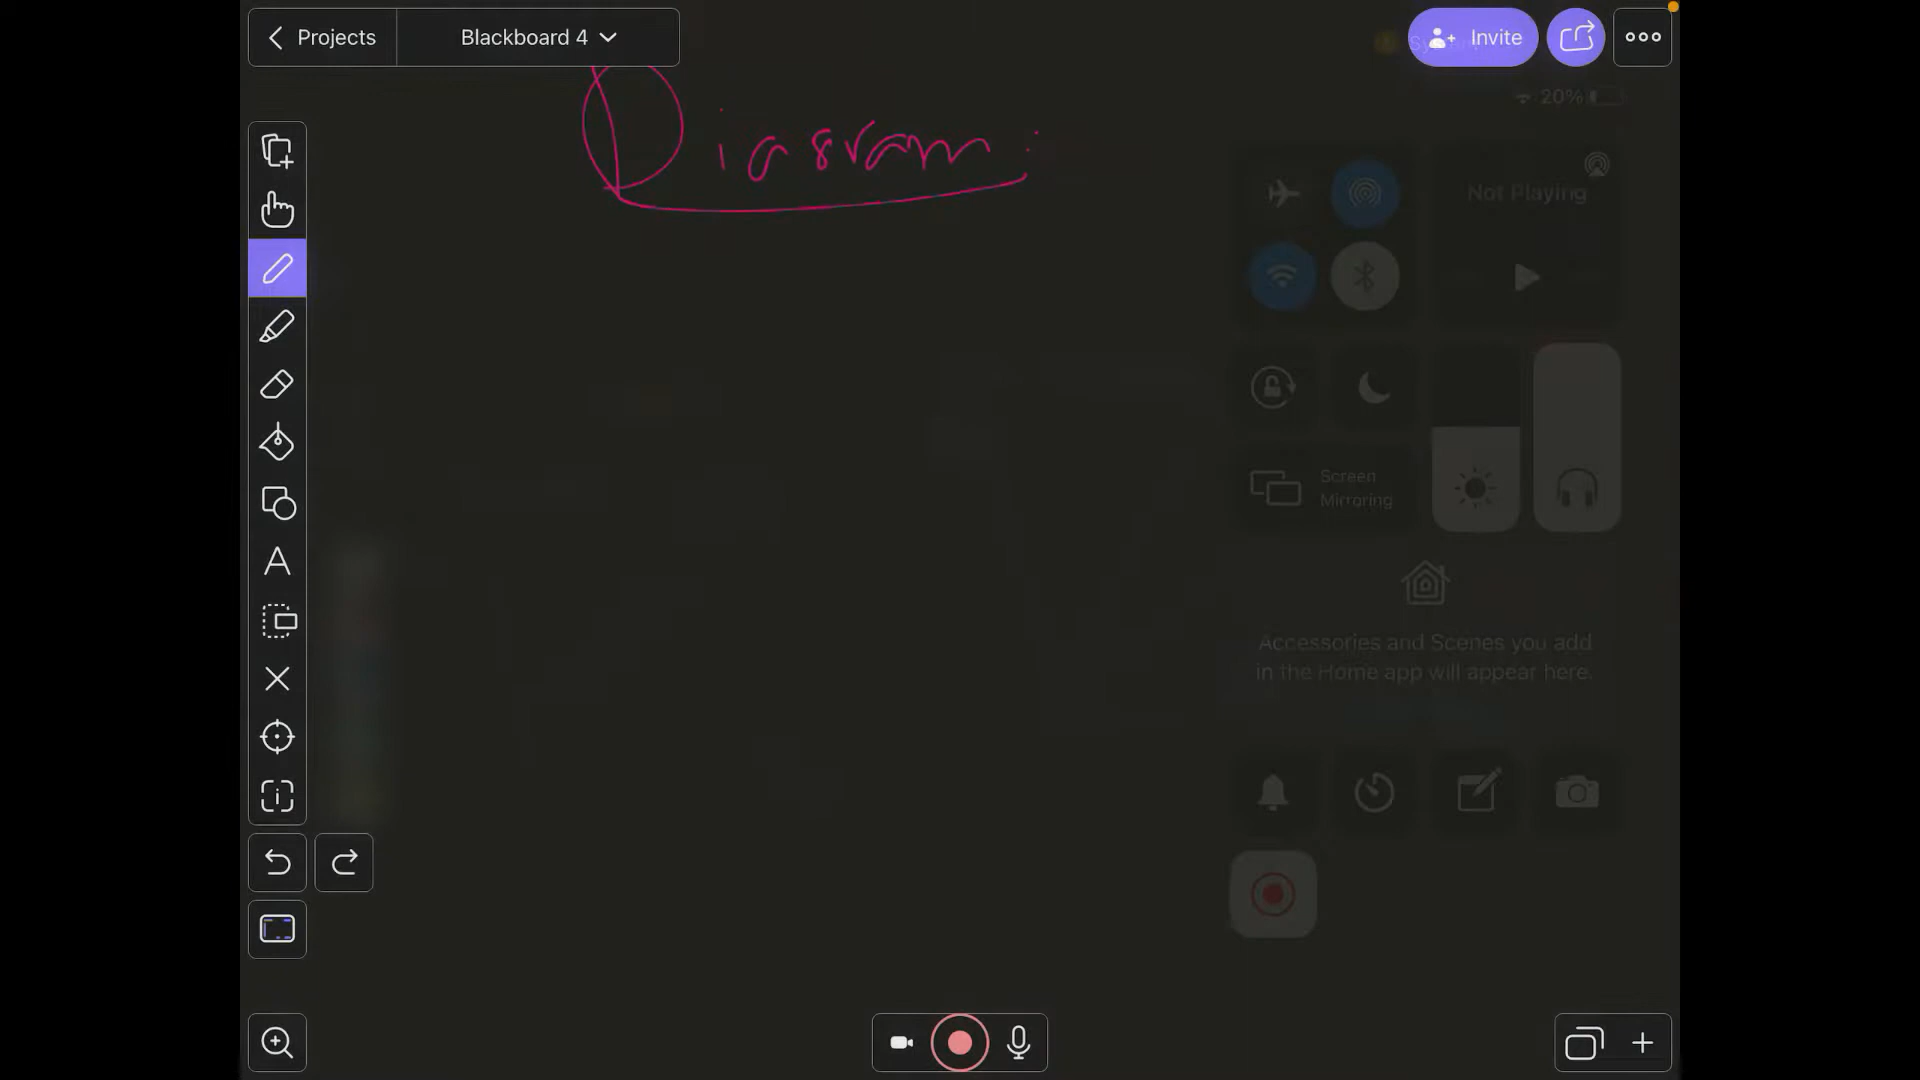 Projects
Blackboard 4
Invite
20%
Diagram :
Not Playing
Screen
Mirroring
Accessories and Scenes you add
in the Home app will appear here.